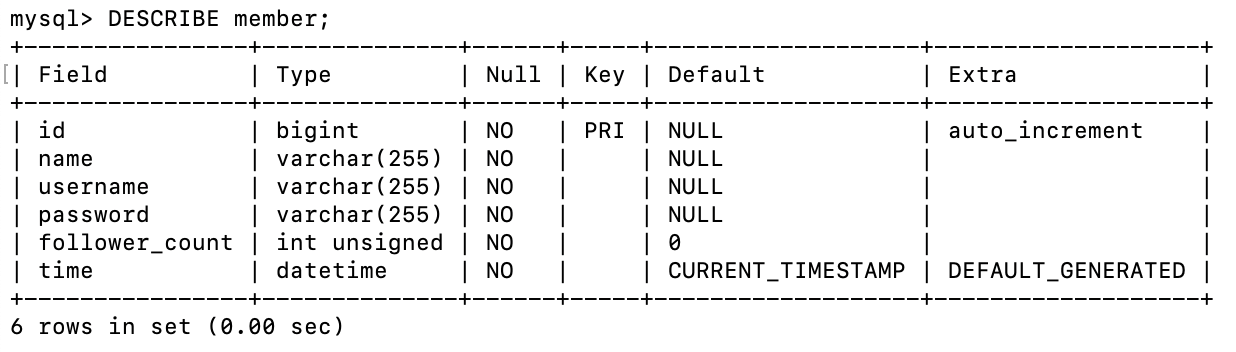 mysql> DESCRIBE member;
+----------------+--------------+------+-----+-------------------+-------------------+
| Field          | Type         | Null | Key | Default           | Extra             |
+----------------+--------------+------+-----+-------------------+-------------------+
| id             | bigint       | NO   | PRI | NULL              | auto_increment    |
| name           | varchar(255) | NO   |     | NULL              |                   |
| username       | varchar(255) | NO   |     | NULL              |                   |
| password       | varchar(255) | NO   |     | NULL              |                   |
| follower_count | int unsigned | NO   |     | 0                 |                   |
| time           | datetime     | NO   |     | CURRENT_TIMESTAMP | DEFAULT_GENERATED |
+----------------+--------------+------+-----+-------------------+-------------------+
6 rows in set (0.00 sec)